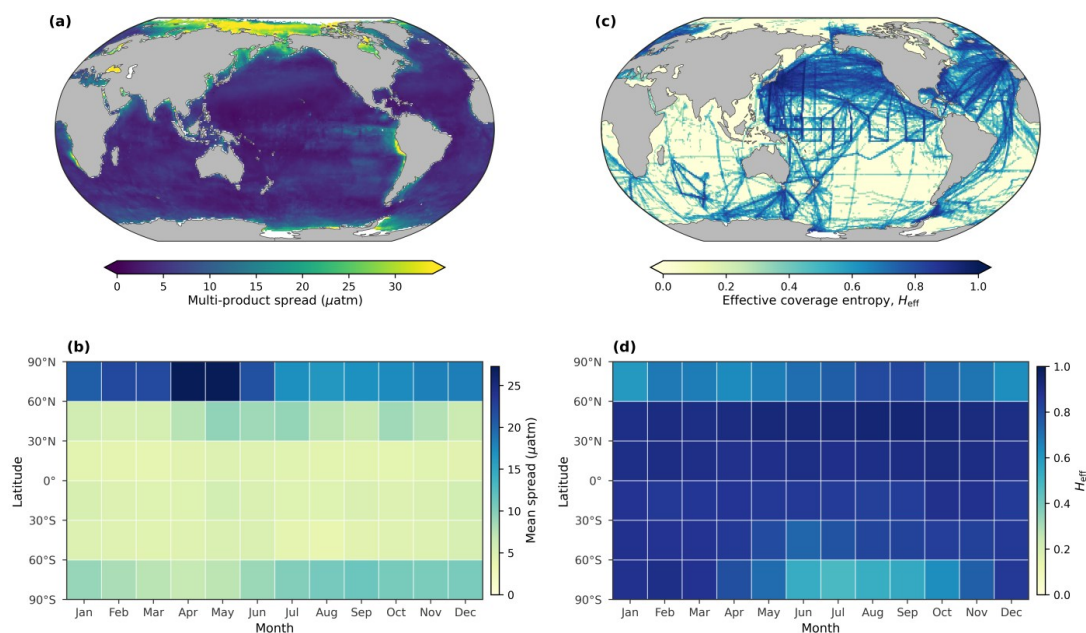 (a)
0 5 10 15 20 25 30
Multi-product spread (μatm)
(c)
0.0 0.2 0.4 0.6 0.8 1.0
Effective coverage entropy, Heff
(b)
90°N
60°N
30°N
0°
30°S
60°S
90°S
Latitude
Jan Feb Mar Apr May Jun Jul Aug Sep Oct Nov Dec
Month
25
20
15
10
5
0
Mean spread (μatm)
(d)
90°N
60°N
30°N
0°
30°S
60°S
90°S
Latitude
Jan Feb Mar Apr May Jun Jul Aug Sep Oct Nov Dec
Month
1.0
0.8
0.6
0.4
0.2
0.0
Heff